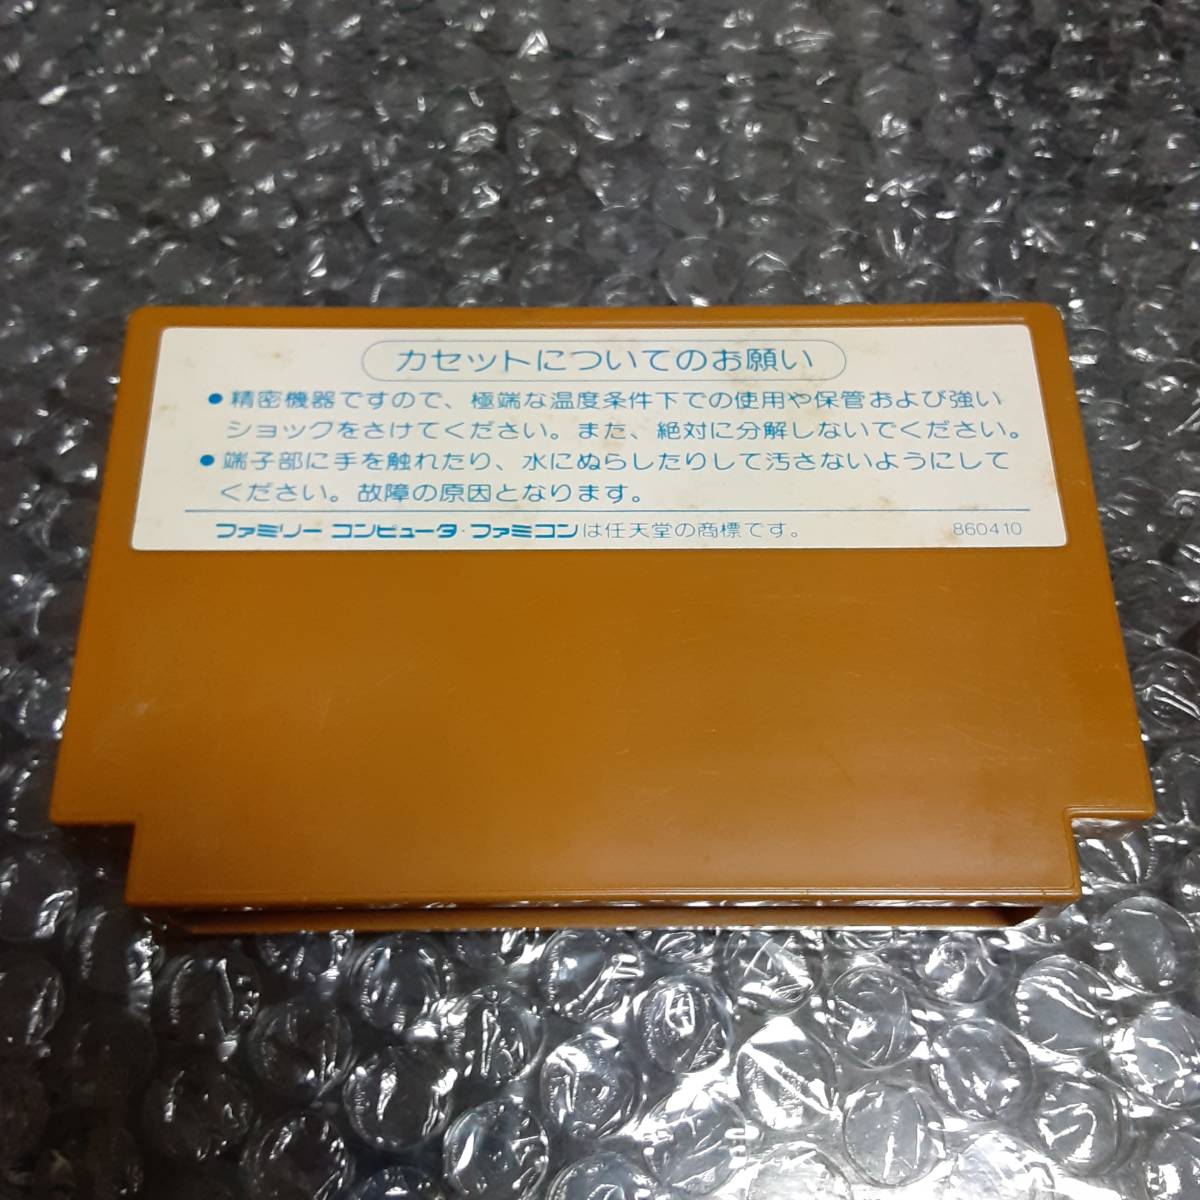 カセットについてのお願い
●精密機器ですので、極端な温度条件下での使用や保管および強い
ショックをさけてください。また、絶対に分解しないでください。
●端子部に手を触れたり、水にぬらしたりして汚さないようにして
ください。故障の原因となります。
ファミリーコンピュータ・ファミコンは任天堂の商標です。 860410